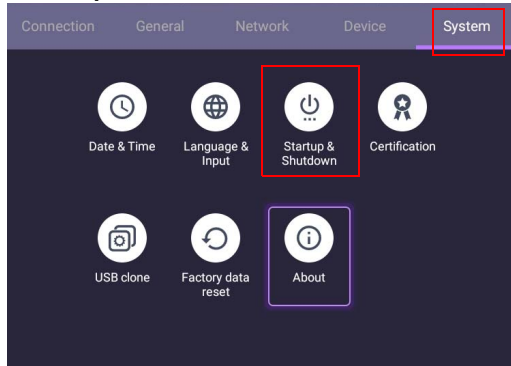 Connection General Network Device System
Date & Time Language & Input Startup & Shutdown Certification
USB clone Factory data reset About